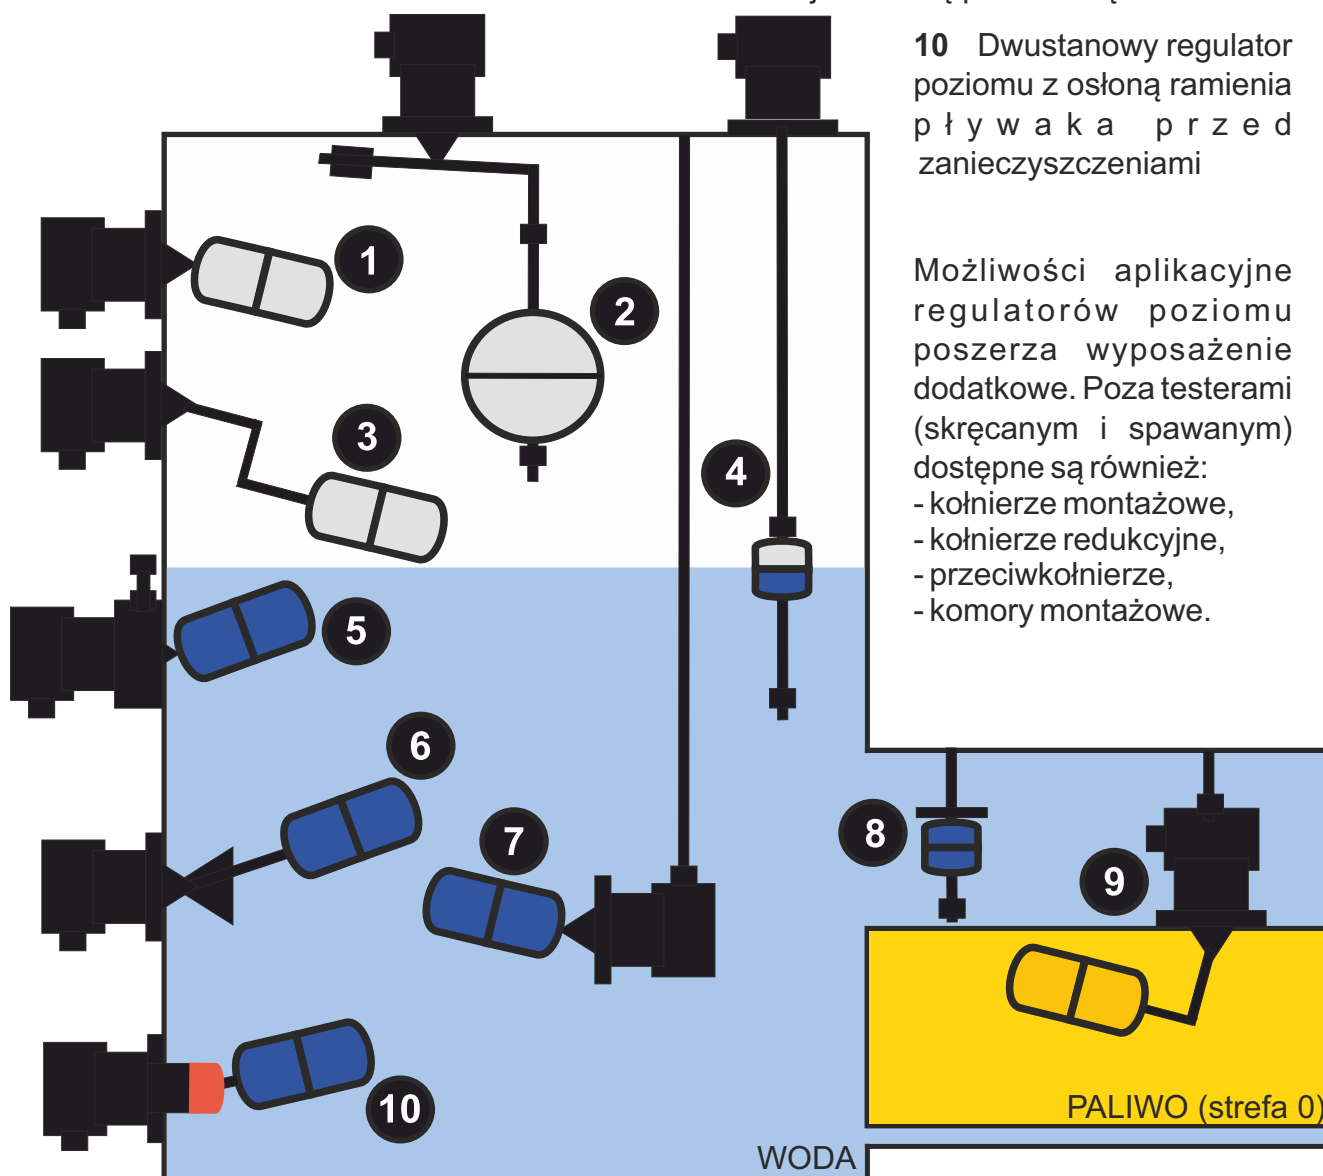 10 Dwustanowy regulator
poziomu z osłoną ramienia
pływaka przed
zanieczyszczeniami
Możliwości aplikacyjne
regulatorów poziomu
poszerza wyposażenie
dodatkowe. Poza testerami
(skręcanym i spawanym)
dostępne są również:
- kołnierze montażowe,
- kołnierze redukcyjne,
- przeciwkołnierze,
- komory montażowe.
1
2
3
4
5
6
7
8
9
10
PALIWO (strefa 0)
WODA